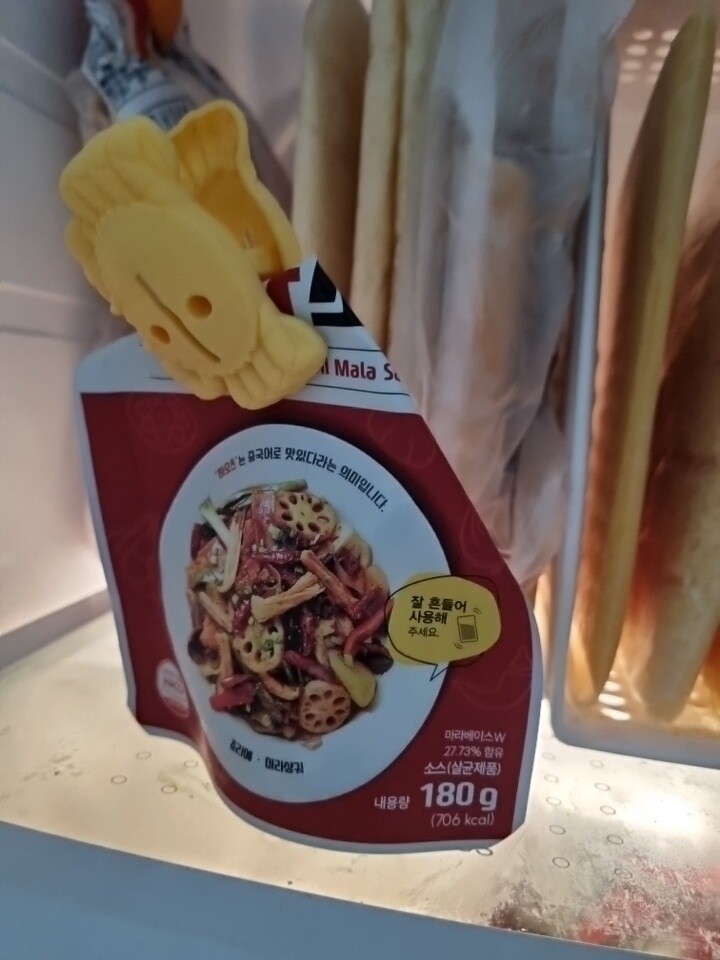 Mala
"하오츠"는 중국어로 맛있다라는 의미입니다.
잘 흔들어
사용해
주세요.
조리예 · 마라샹궈
마라베이스W
27.73% 함유
소스(살균제품)
내용량 180 g
(706 kcal)